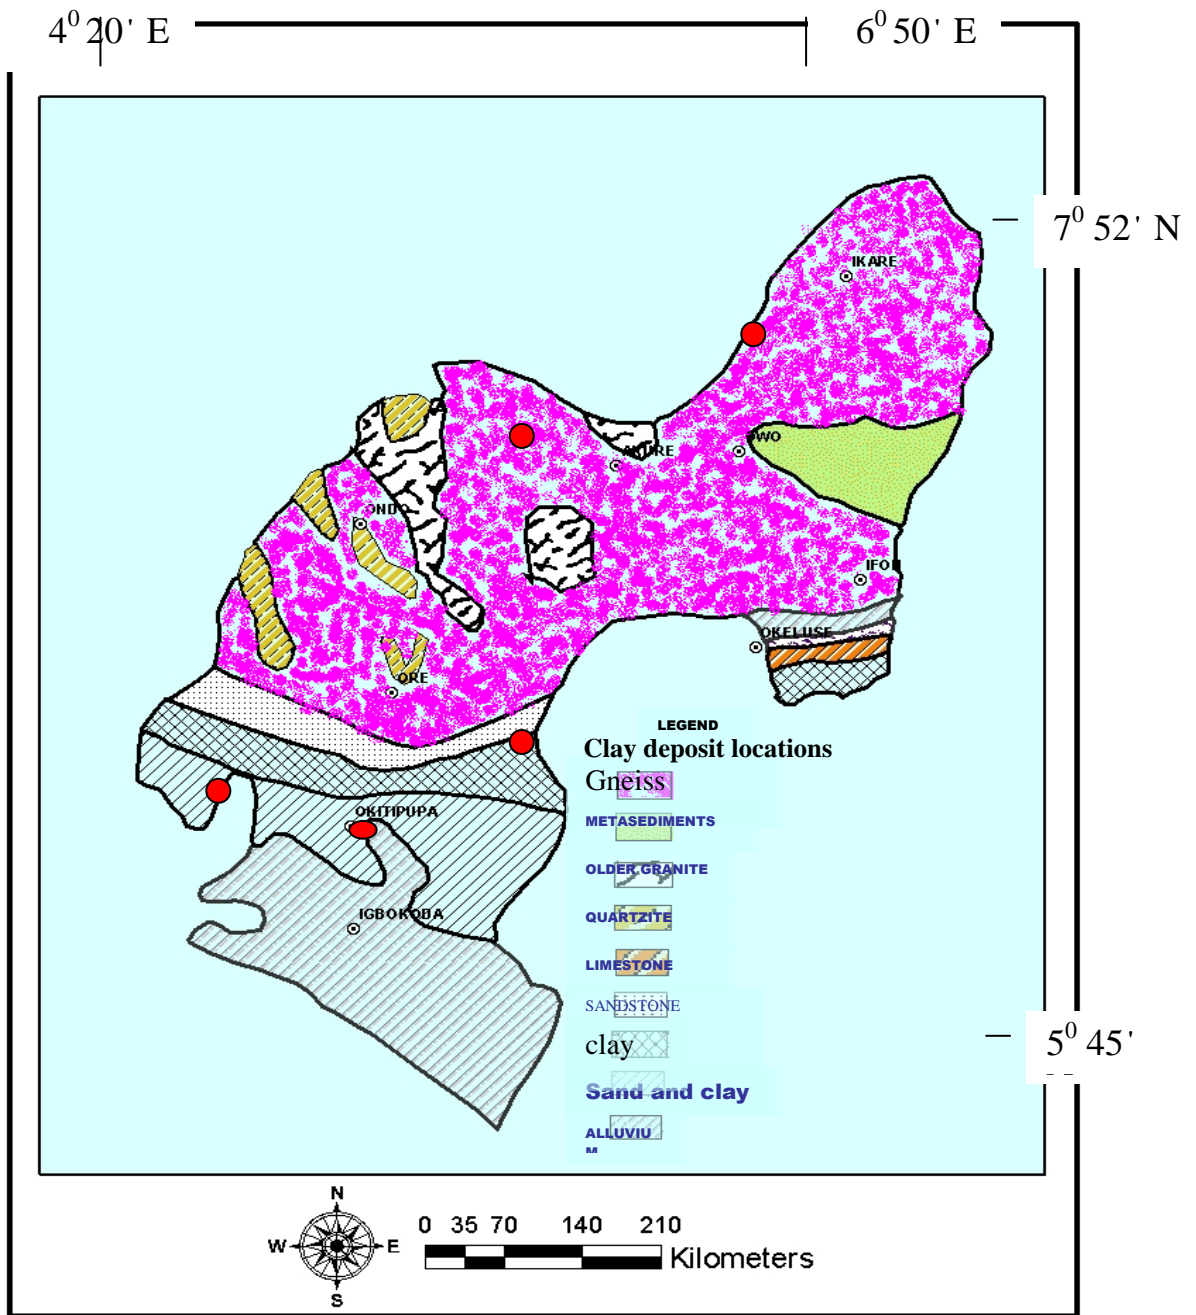 4⁰ 20' E
6⁰ 50' E
7⁰ 52' N
IKARE
OWO
AKURE
ONDO
IFON
OKELUSE
ORE
LEGEND
Clay deposit locations
Gneiss
METASEDIMENTS
OKITIPUPA
OLDER GRANITE
IGBOKODA
QUARTZITE
LIMESTONE
SANDSTONE
clay
5⁰ 45'
Sand and clay
ALLUVIU
M
N
W E
S
0 35 70 140 210
Kilometers